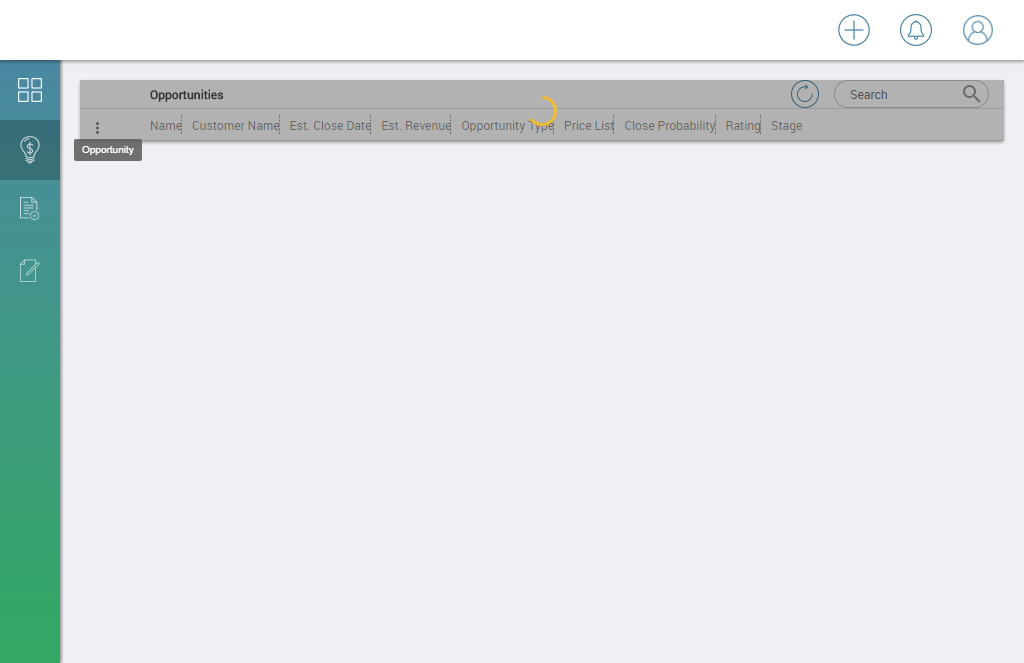 Opportunities
Search
Name Customer Name Est. Close Date Est. Revenue Opportunity Type Price List Close Probability Rating Stage
Opportunity